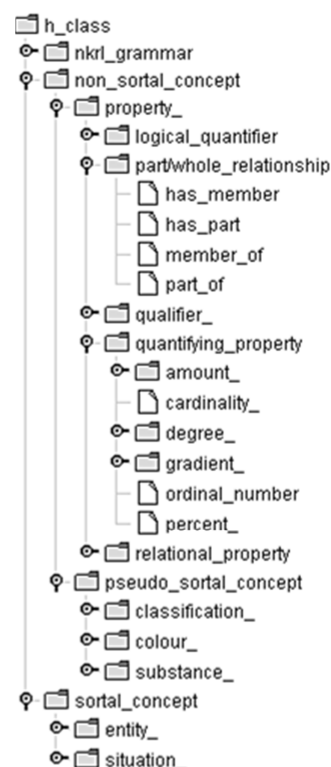 h_class
nkrl_grammar
non_sortal_concept
property_
logical_quantifier
part/whole_relationship
has_member
has_part
member_of
part_of
qualifier_
quantifying_property
amount_
cardinality_
degree_
gradient_
ordinal_number
percent_
relational_property
pseudo_sortal_concept
classification_
colour_
substance_
sortal_concept
entity_
situation_